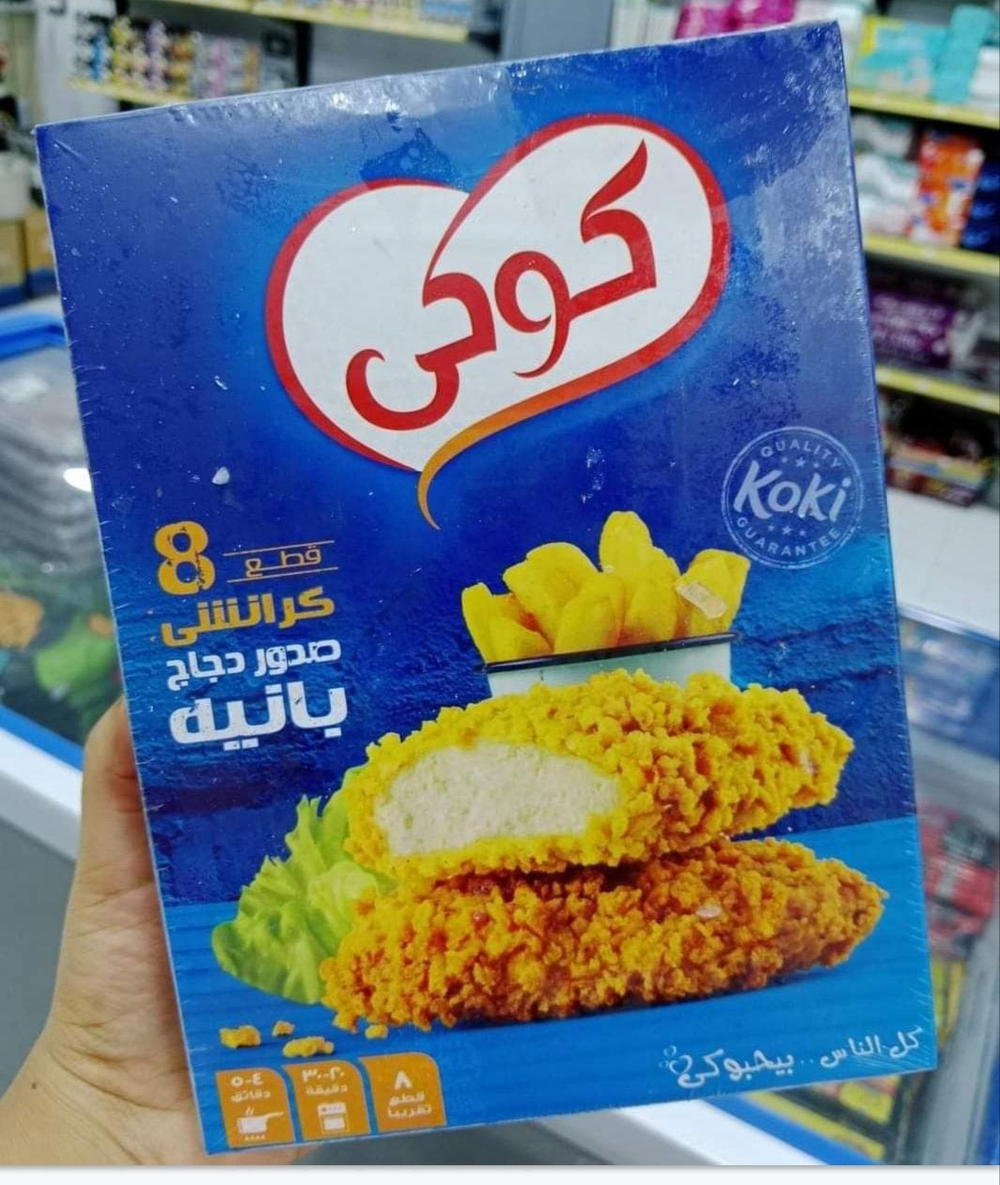 كوكى
QUALITY
Koki
GUARANTEE
8 قطع
كرانشى
صدور دجاج
بانيه
كل الناس.. بيحبو كوكى
٤-٥
دقائق
٢٠-٣٠
دقيقة
٨
قطع
تقريبا